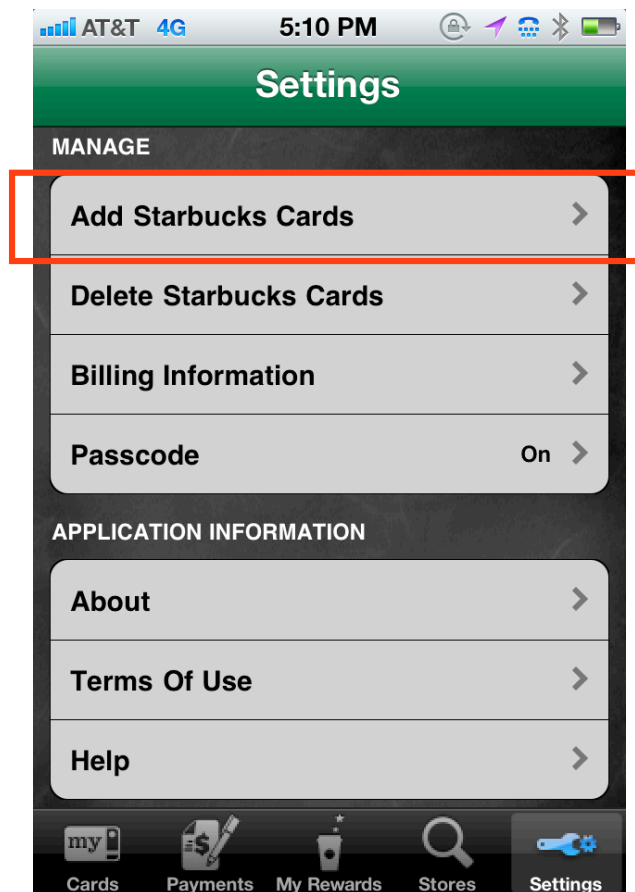 AT&T 4G 5:10 PM
Settings
MANAGE
Add Starbucks Cards
Delete Starbucks Cards
Billing Information
Passcode On
APPLICATION INFORMATION
About
Terms Of Use
Help
my $
Cards Payments My Rewards Stores Settings